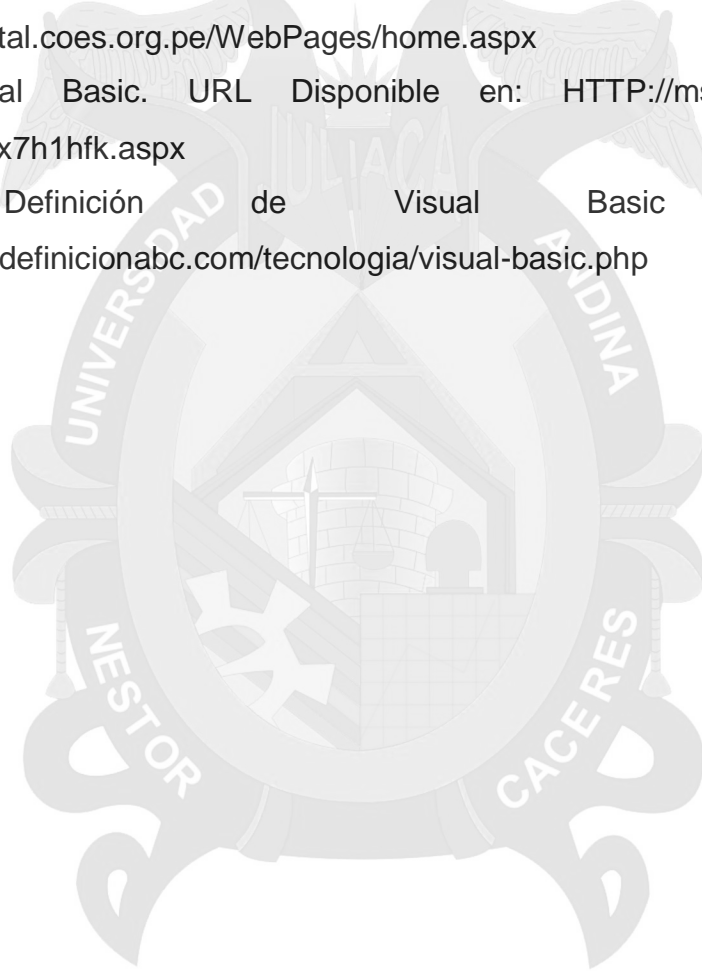 tal.coes.org.pe/WebPages/home.aspx
al Basic. URL Disponible en: HTTP://ms
x7h1hfk.aspx
Definición de Visual Basic
definicionabc.com/tecnologia/visual-basic.php
JULIACA
UNIVERSIDAD ANDINA
NESTOR CACERES